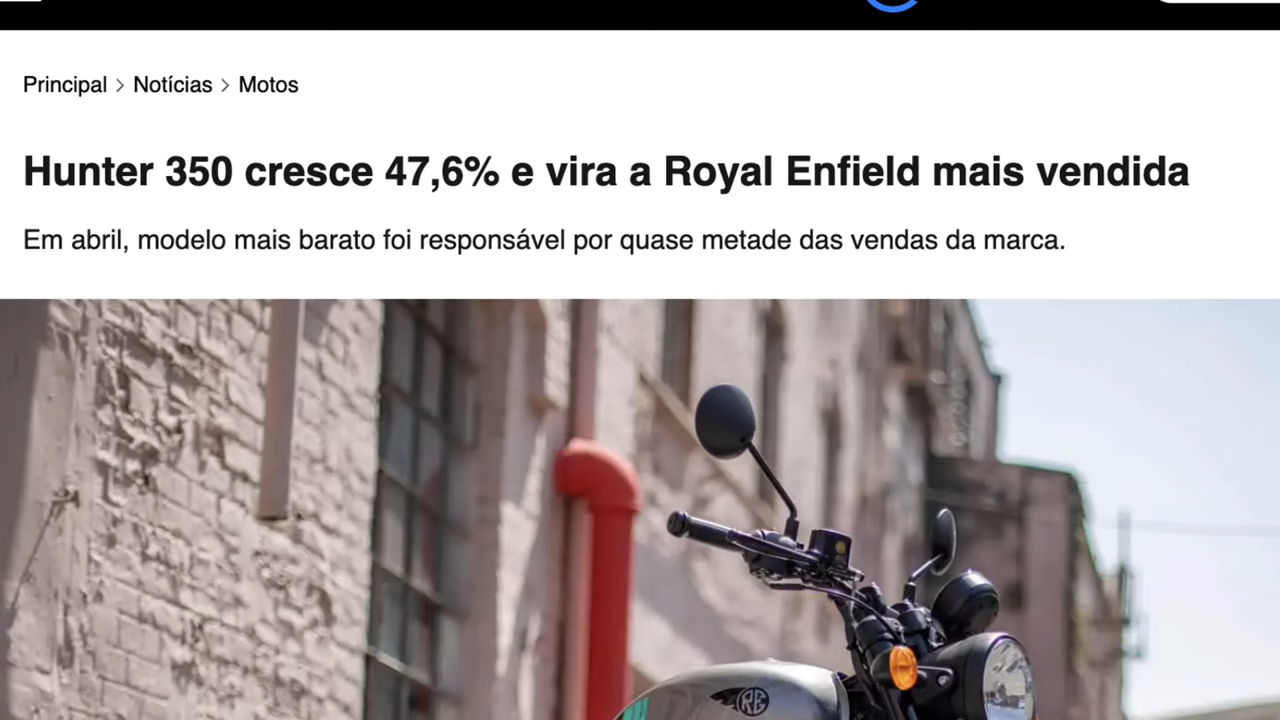 Principal > Notícias > Motos
Hunter 350 cresce 47,6% e vira a Royal Enfield mais vendida
Em abril, modelo mais barato foi responsável por quase metade das vendas da marca.
RE